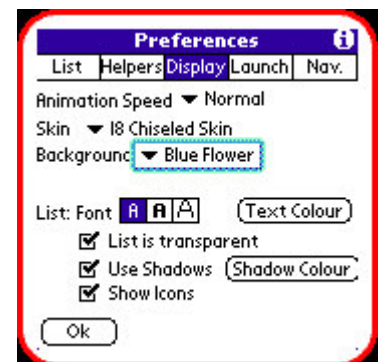 Preferences i
List Helpers Display Launch Nav.
Animation Speed Normal
Skin I8 Chiseled Skin
Background Blue Flower
List: Font A A A Text Colour
List is transparent
Use Shadows Shadow Colour
Show Icons
Ok